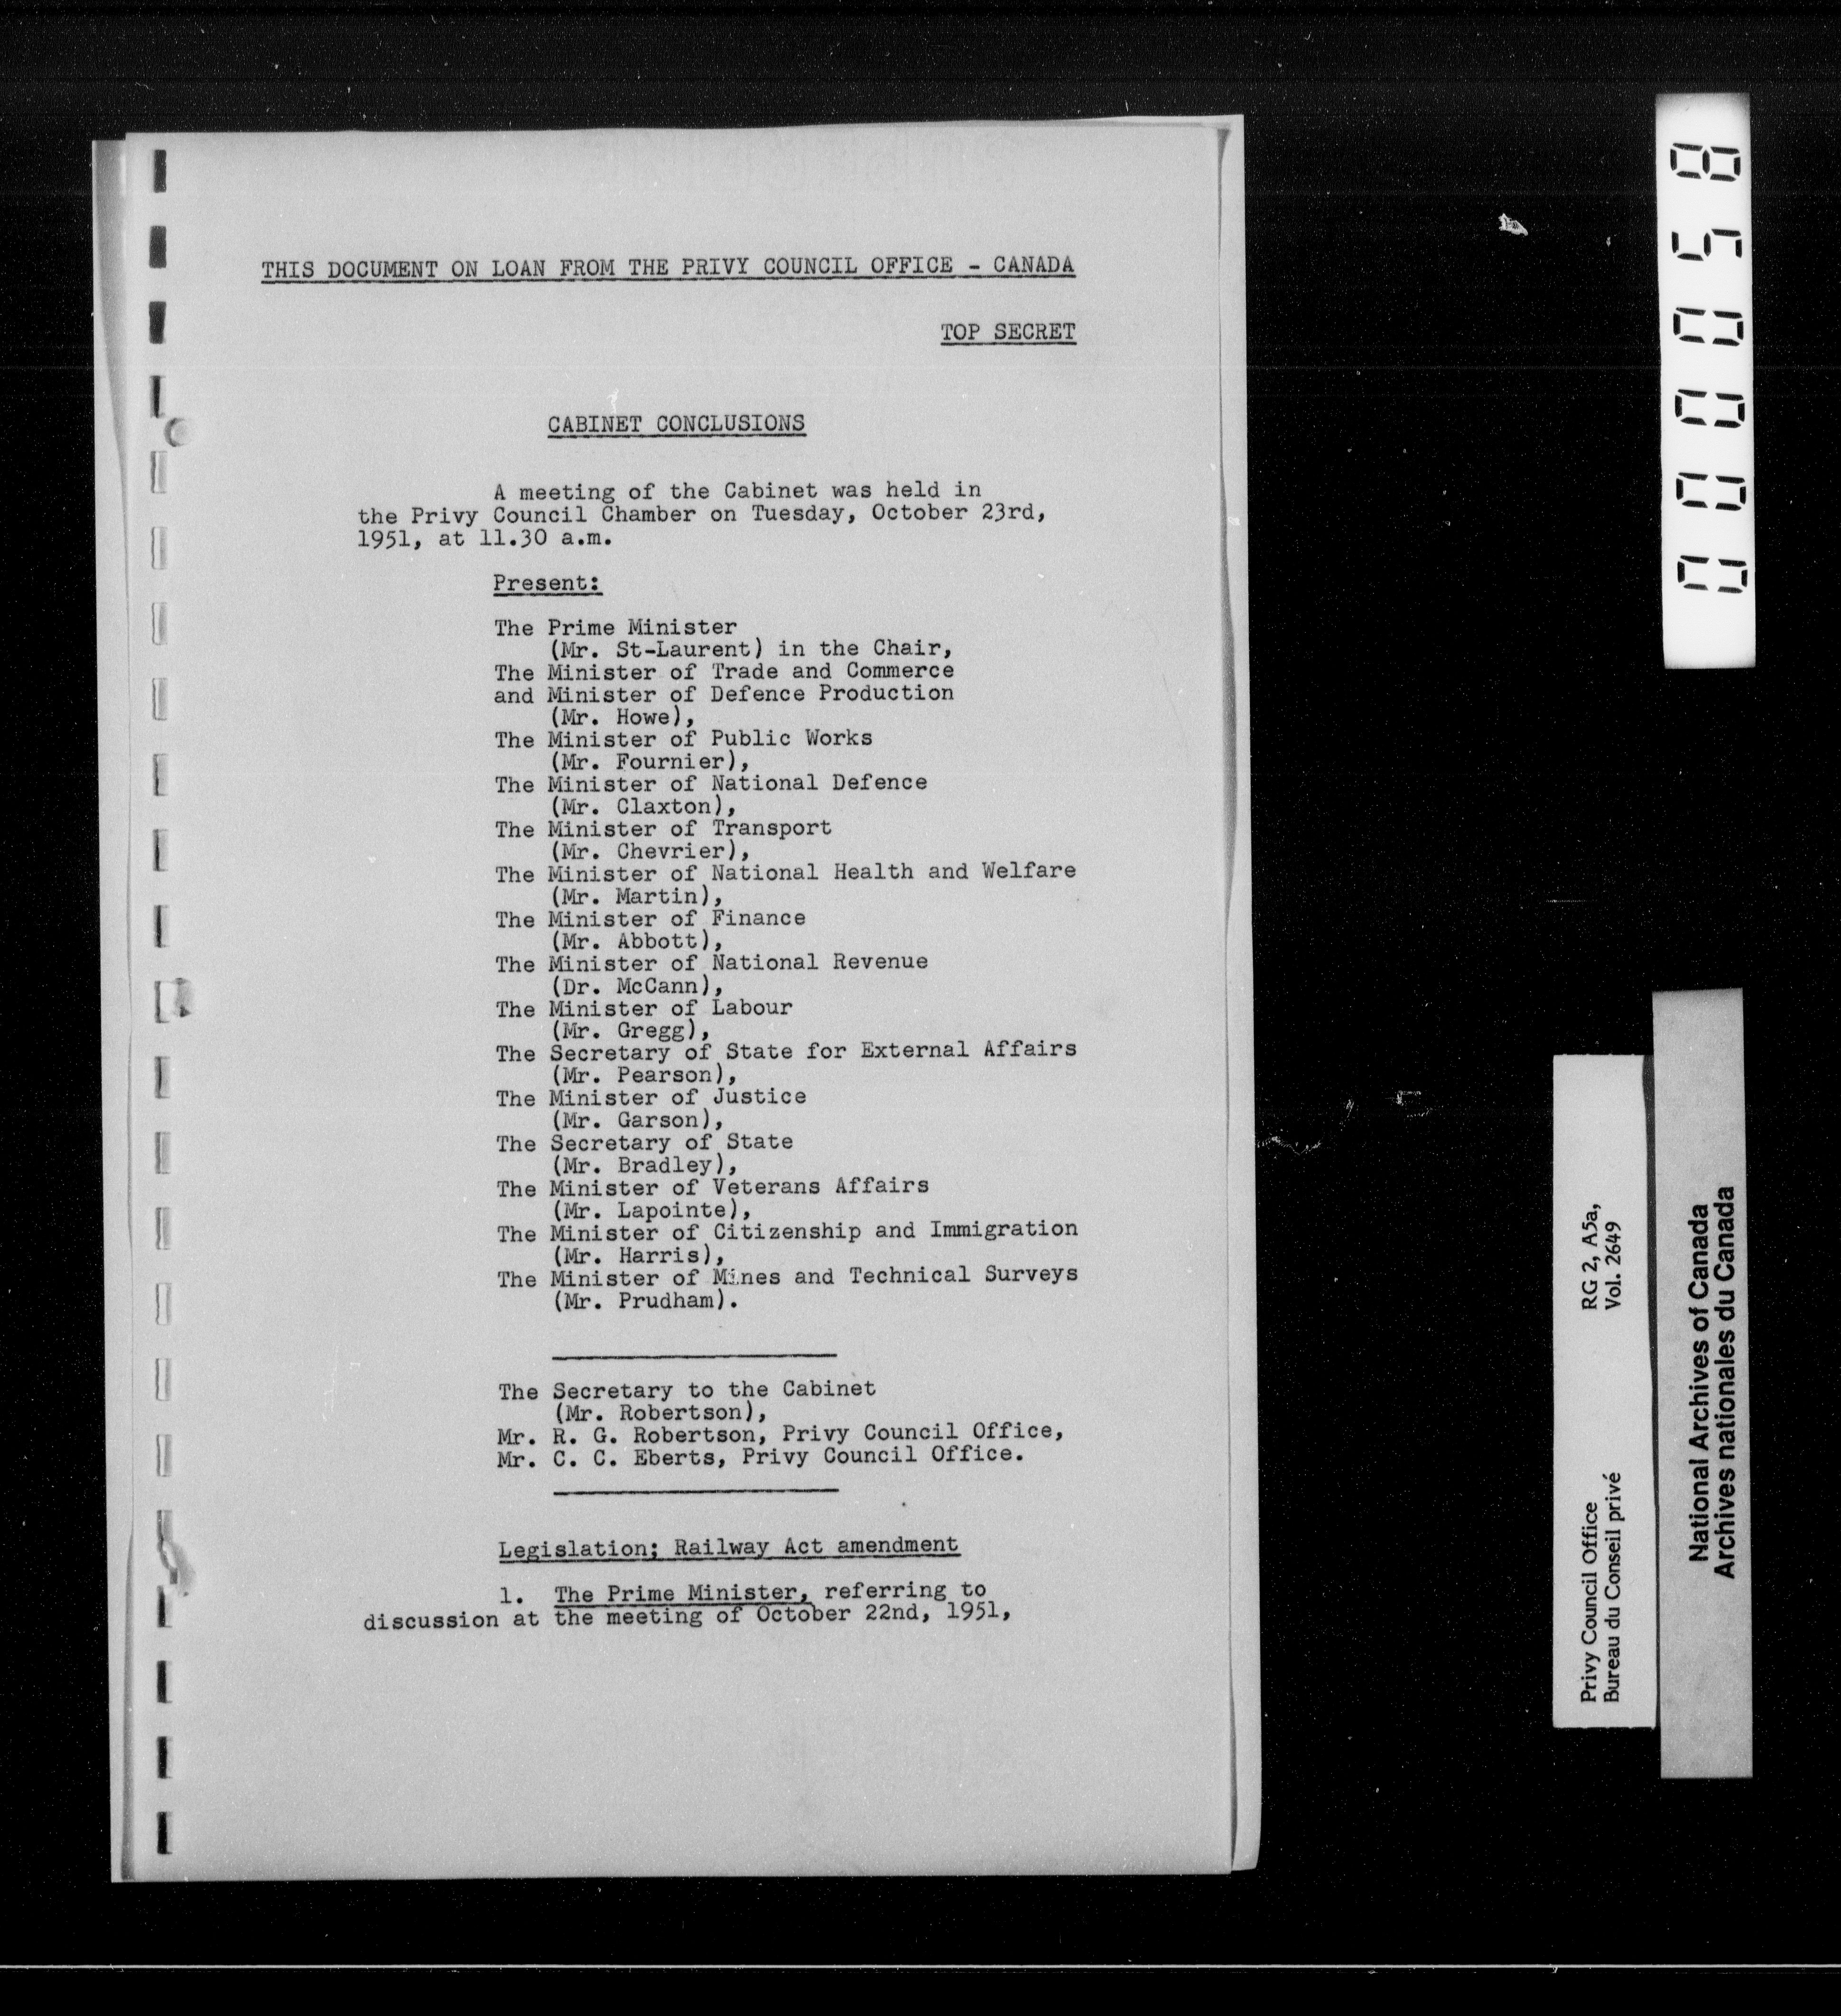 THIS DOCUMENT ON LOAN FROM THE PRIVY COUNCIL OFFICE - CANADA
TOP SECRET
CABINET CONCLUSIONS
A meeting of the Cabinet was held in
the Privy Council Chamber on Tuesday, October 23rd,
1951, at 11.30 a.m.
Present:
The Prime Minister
(Mr. St-Laurent) in the Chair,
The Minister of Trade and Commerce
and Minister of Defence Production
(Mr. Howe),
The Minister of Public Works
(Mr. Fournier),
The Minister of National Defence
(Mr. Claxton),
The Minister of Transport
(Mr. Chevrier),
The Minister of National Health and Welfare
(Mr. Martin),
The Minister of Finance
(Mr. Abbott),
The Minister of National Revenue
(Dr. McCann),
The Minister of Labour
(Mr. Gregg),
The Secretary of State for External Affairs
(Mr. Pearson),
The Minister of Justice
(Mr. Garson),
The Secretary of State
(Mr. Bradley),
The Minister of Veterans Affairs
(Mr. Lapointe),
The Minister of Citizenship and Immigration
(Mr. Harris),
The Minister of Mines and Technical Surveys
(Mr. Prudham).
The Secretary to the Cabinet
(Mr. Robertson),
Mr. R. G. Robertson, Privy Council Office,
Mr. C. C. Eberts, Privy Council Office.
Legislation; Railway Act amendment
1. The Prime Minister, referring to
discussion at the meeting of October 22nd, 1951,
000058
Privy Council Office RG 2, A5a,
Bureau du Conseil privé Vol. 2649
National Archives of Canada
Archives nationales du Canada